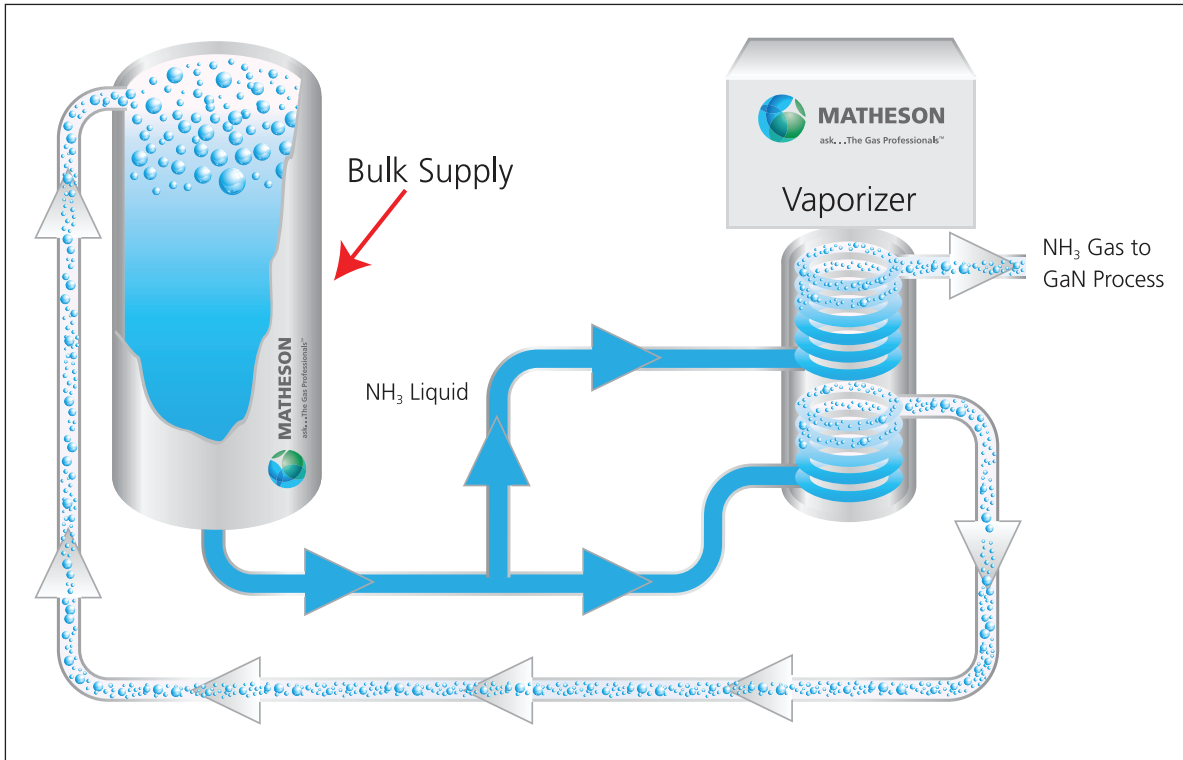 Bulk Supply
MATHESON
ask...The Gas Professionals™
NH₃ Liquid
MATHESON
ask...The Gas Professionals™
Vaporizer
NH₃ Gas to
GaN Process